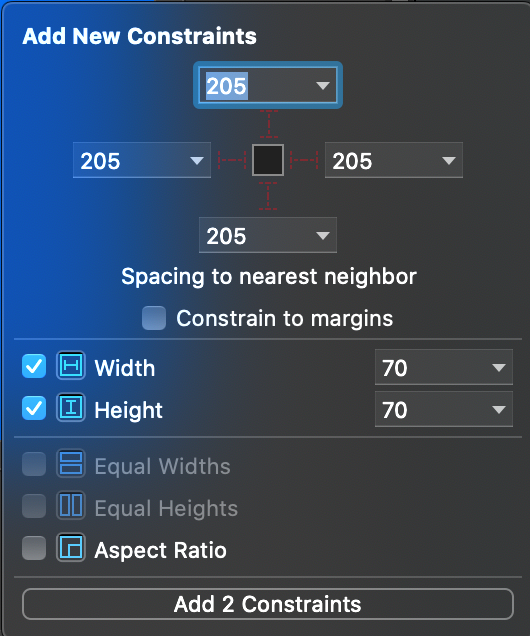 Add New Constraints
205
205
205
205
Spacing to nearest neighbor
Constrain to margins
Width 70
Height 70
Equal Widths
Equal Heights
Aspect Ratio
Add 2 Constraints